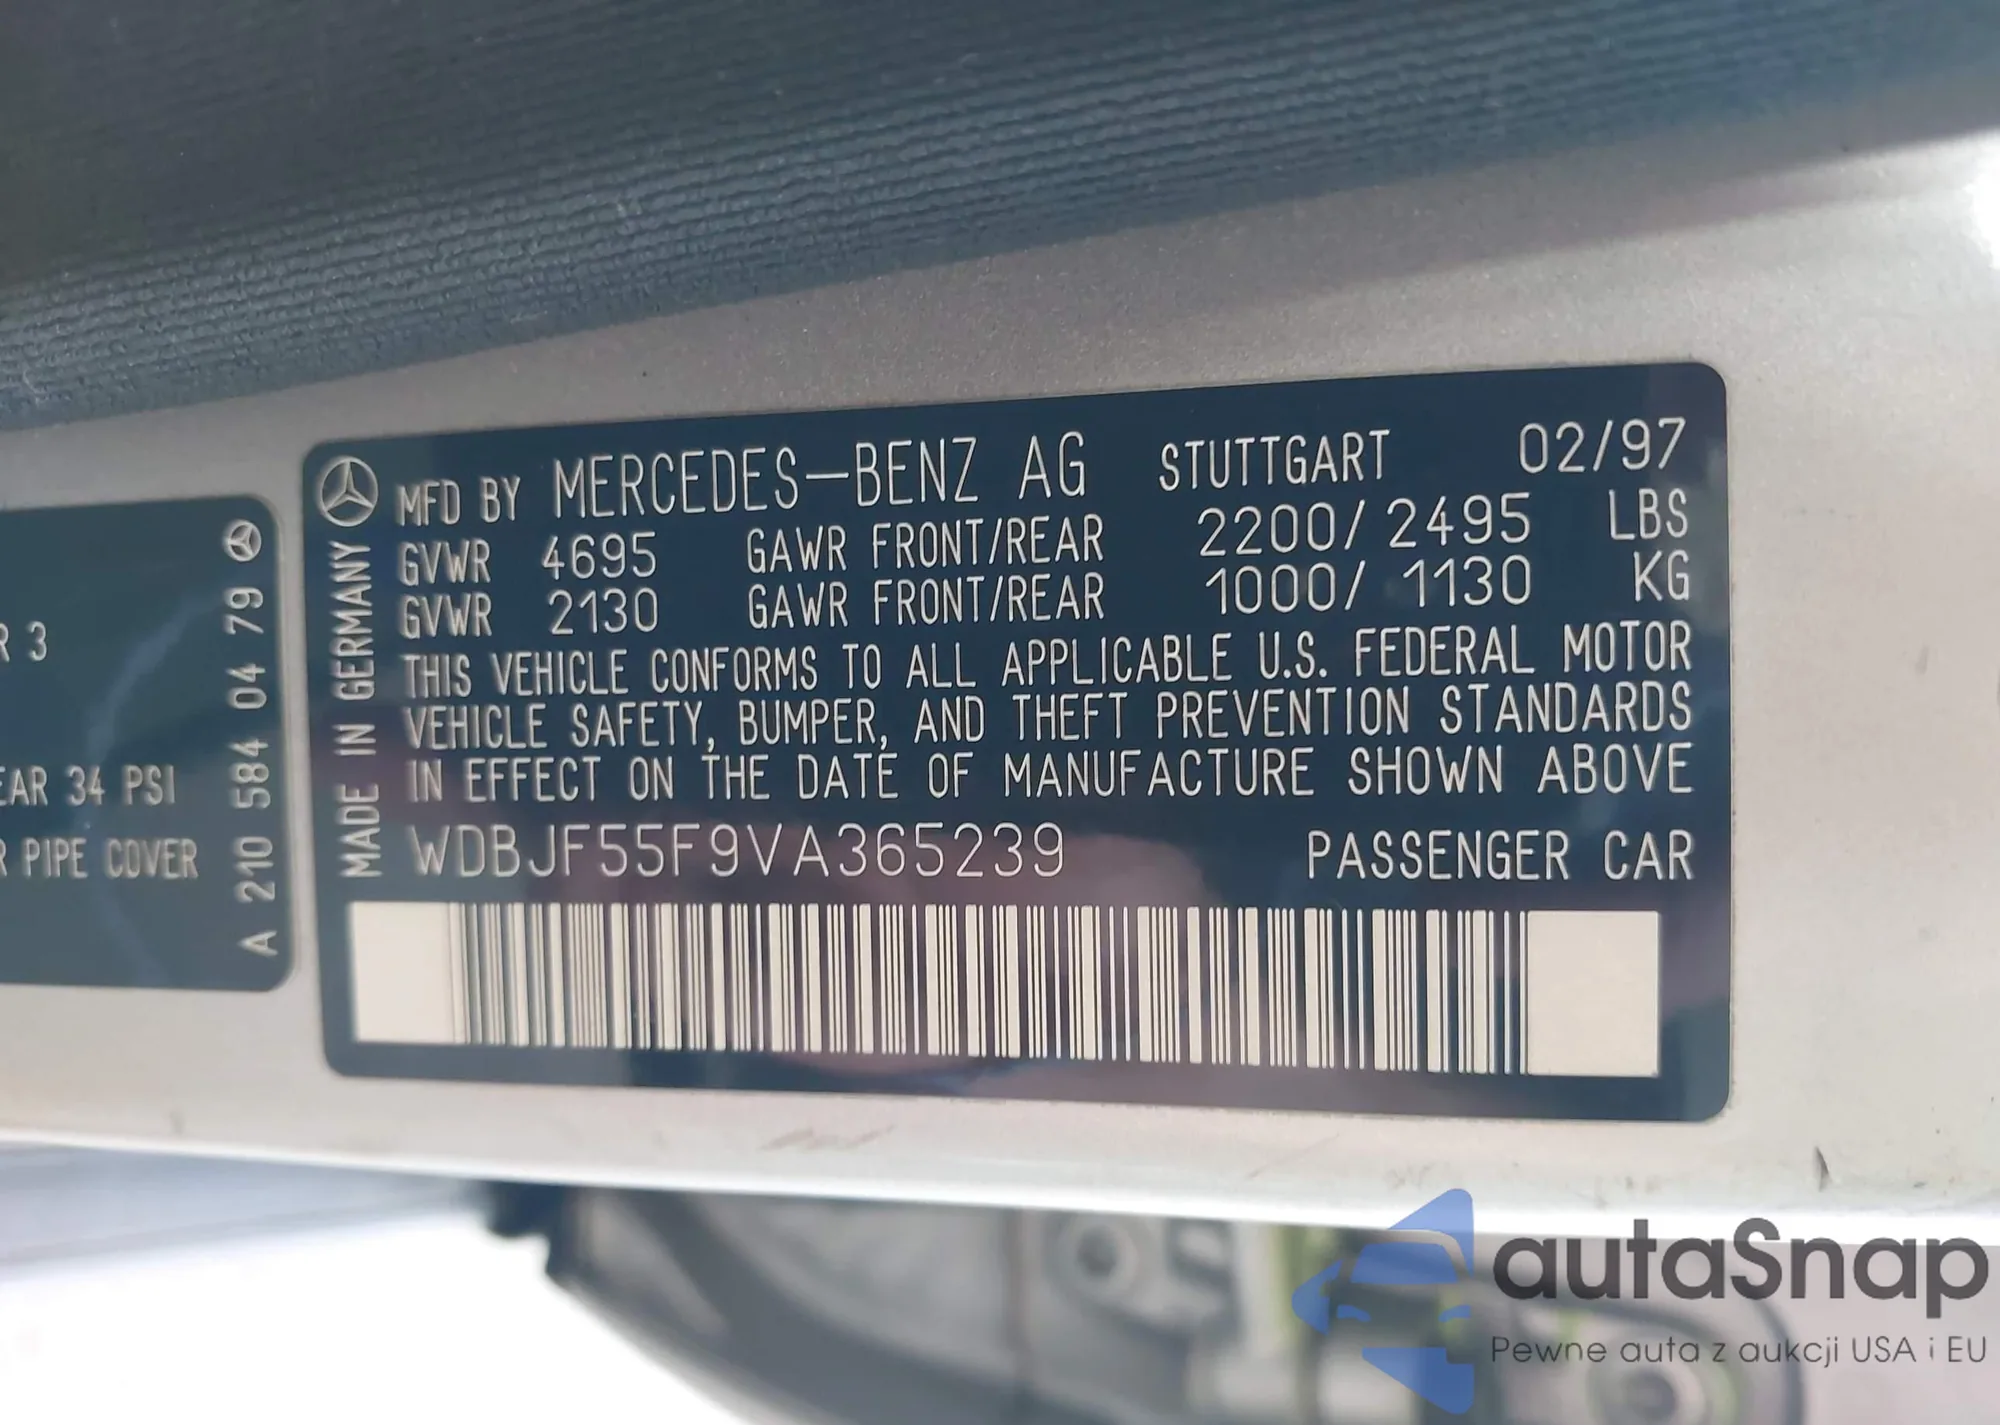 R 3
EAR 34 PSI
R PIPE COVER
A 210 584 04 79
MADE IN GERMANY
MFD BY MERCEDES-BENZ AG STUTTGART 02/97
GVWR 4695 GAWR FRONT/REAR 2200/ 2495 LBS
GVWR 2130 GAWR FRONT/REAR 1000/ 1130 KG
THIS VEHICLE CONFORMS TO ALL APPLICABLE U.S. FEDERAL MOTOR
VEHICLE SAFETY, BUMPER, AND THEFT PREVENTION STANDARDS
IN EFFECT ON THE DATE OF MANUFACTURE SHOWN ABOVE
WDBJF55F9VA365239 PASSENGER CAR
autaSnap
Pewne auta z aukcji USA i EU